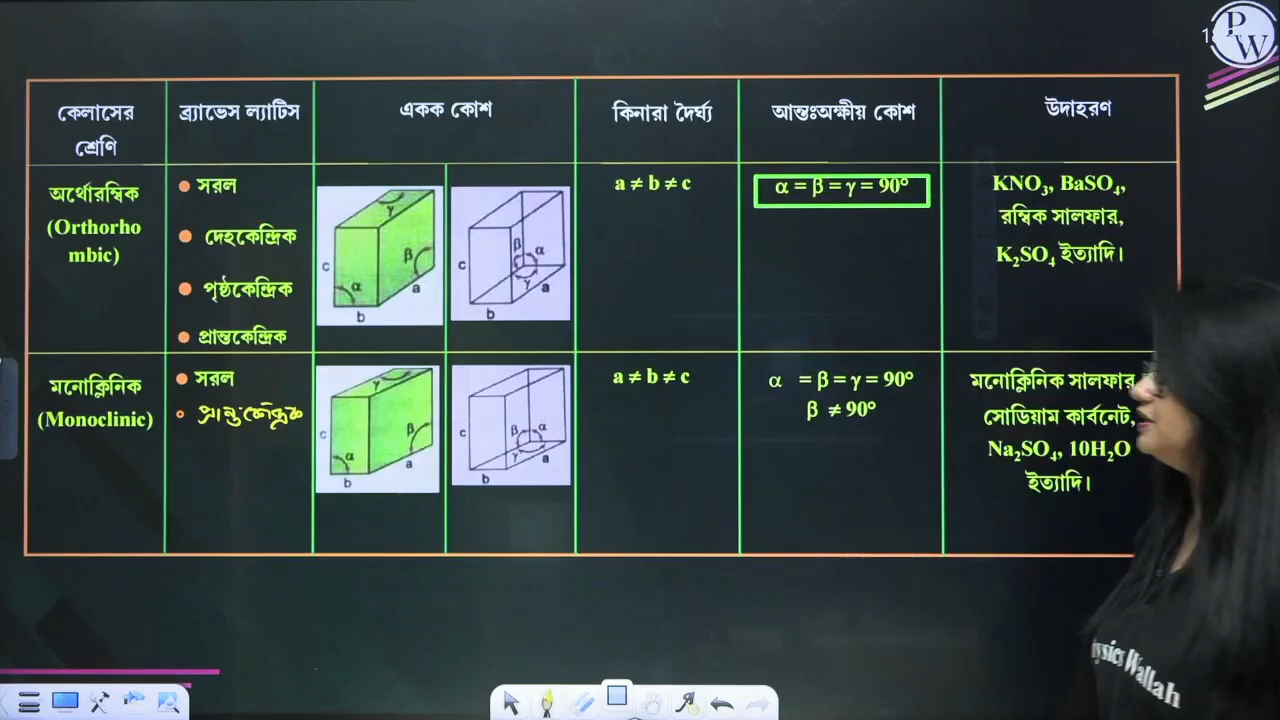 PW
কেলাসের শ্রেণি
ব্র্যাভেস ল্যাটিস
একক কোশ
কিনারা দৈর্ঘ্য
আন্তঃঅক্ষীয় কোশ
উদাহরণ
অর্থোরম্বিক
(Orthorho
mbic)
সরল
দেহকেন্দ্রিক
পৃষ্ঠকেন্দ্রিক
প্রান্তকেন্দ্রিক
γ
β
α
c
a
b
β
α
γ
c
a
b
a ≠ b ≠ c
α = β = γ = 90°
KNO₃, BaSO₄,
রম্বিক সালফার,
K₂SO₄ ইত্যাদি।
মনোক্লিনিক
(Monoclinic)
সরল
প্রান্তকেন্দ্রিক
γ
β
α
c
a
b
β
α
γ
c
a
b
a ≠ b ≠ c
α = β = γ = 90°
β ≠ 90°
মনোক্লিনিক সালফার
সোডিয়াম কার্বনেট,
Na₂SO₄, 10H₂O
ইত্যাদি।
Wallah